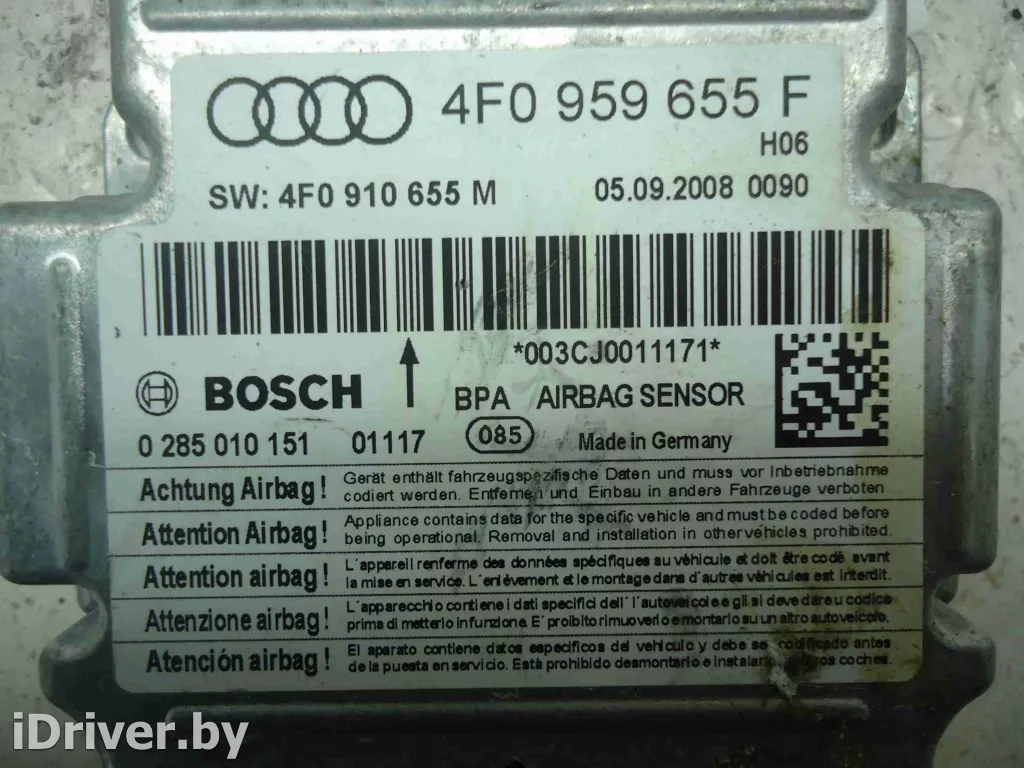 4F0 959 655 F
H06
SW: 4F0 910 655 M 05.09.2008 0090
*003CJ0011171*
BOSCH BPA AIRBAG SENSOR
0 285 010 151 01117 085 Made in Germany
Achtung Airbag! Gerät enthält fahrzeugspezifische Daten und muss vor Inbetriebnahme
codiert werden. Entfernen und Einbau in andere Fahrzeuge verboten
Attention Airbag! Appliance contains data for the specific vehicle and must be coded before
being operational. Removal and installation in other vehicles prohibited.
Attention airbag! L'appareil renferme des données spécifiques au véhicule et doit être codé avant
la mise en service. L'enlèvement et le montage dans d'autres véhicules est interdit.
Attenzione airbag! L'apparecchio contiene i dati specifici dell'l'autoveicolo e gli si deve dare u codice
prima di metterlo in funzione. E' proibito rimuoverlo e montarlo su un altro autoveicolo.
Atención airbag! El aparato contiene datos específicos del vehículo y debe ser codificado antes
de la puesta en servicio. Está prohibido desmontarlo e instalarlo otros coches.
iDriver.by